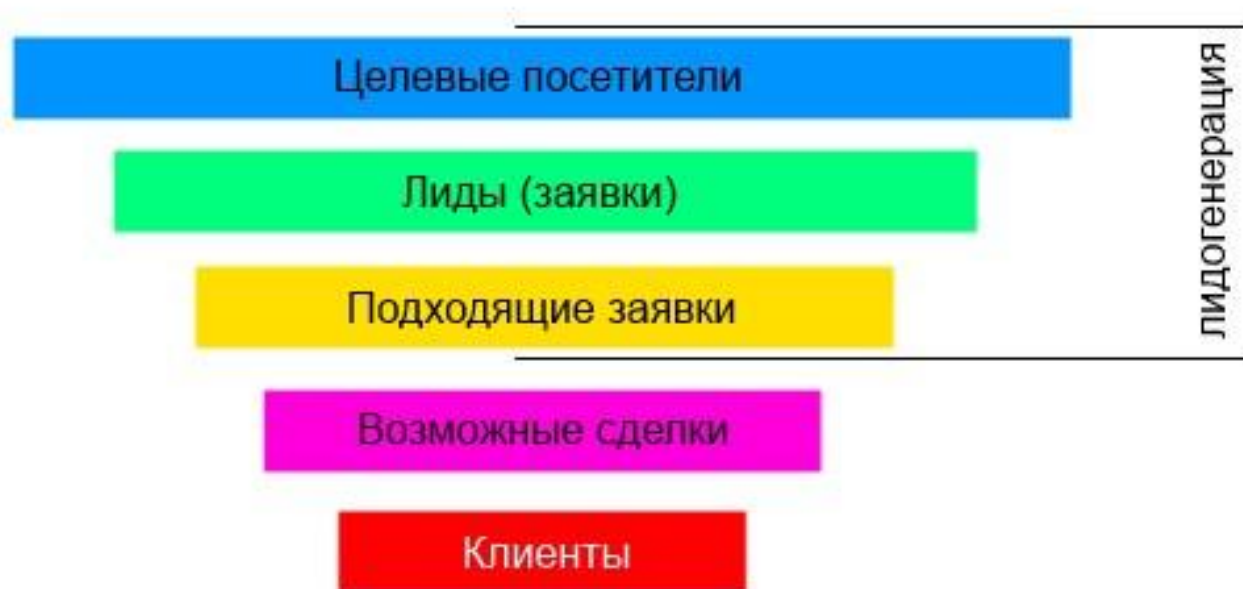 Целевые посетители
Лиды (заявки)
Подходящие заявки
Возможные сделки
Клиенты
лидогенерация